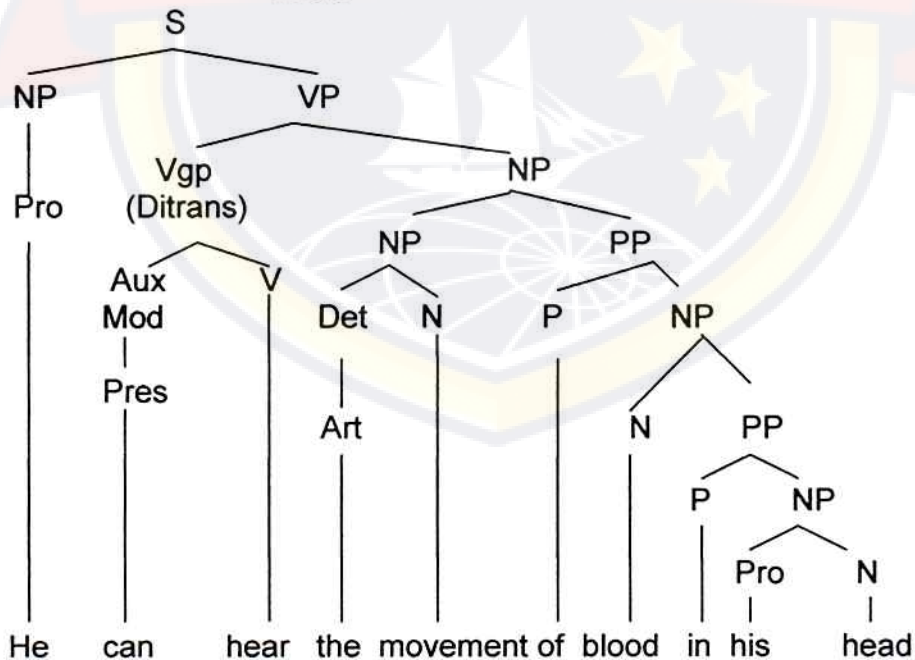 S
NP VP
Vgp NP
Pro (Ditrans)
NP PP
Aux V
Mod Det N P NP
Pres
Art N PP
P NP
Pro N
He can hear the movement of blood in his head